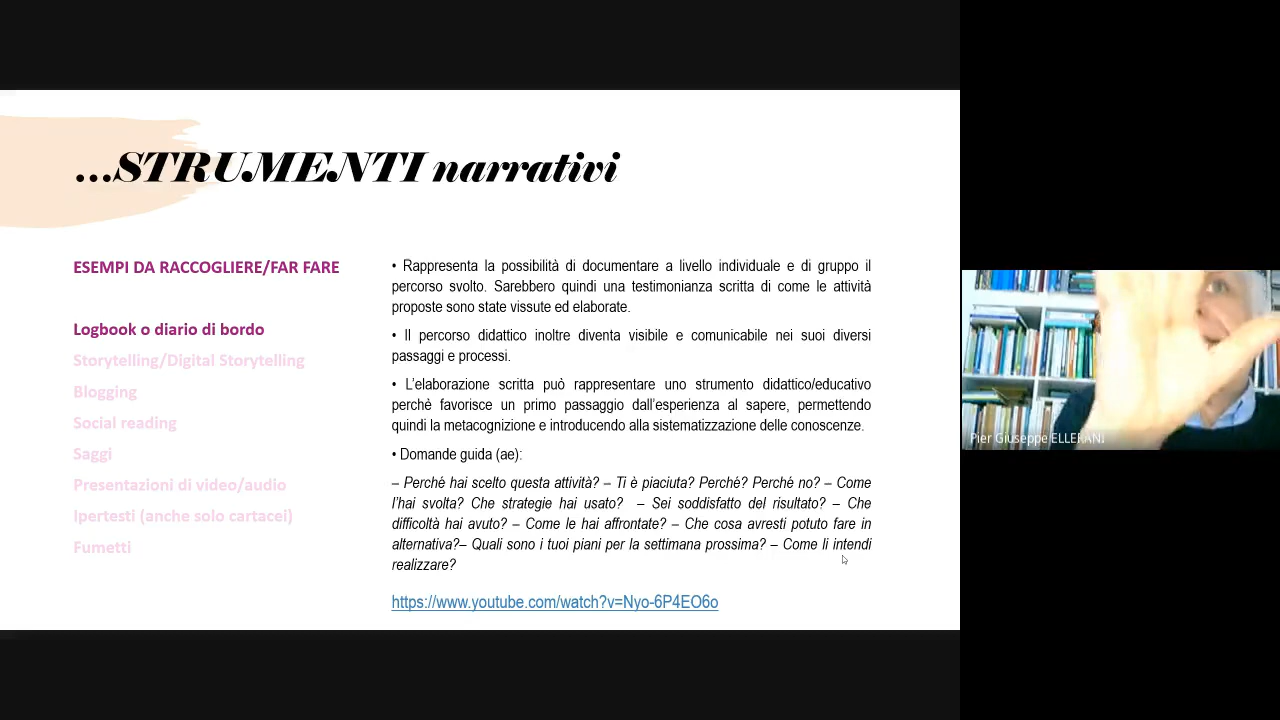 ...STRUMENTI narrativi
ESEMPI DA RACCOGLIERE/FAR FARE
Logbook o diario di bordo
Storytelling/Digital Storytelling
Blogging
Social reading
Saggi
Presentazioni di video/audio
Ipertesti (anche solo cartacei)
Fumetti
• Rappresenta la possibilità di documentare a livello individuale e di gruppo il
percorso svolto. Sarebbero quindi una testimonianza scritta di come le attività
proposte sono state vissute ed elaborate.
• Il percorso didattico inoltre diventa visibile e comunicabile nei suoi diversi
passaggi e processi.
• L'elaborazione scritta può rappresentare uno strumento didattico/educativo
perchè favorisce un primo passaggio dall'esperienza al sapere, permettendo
quindi la metacognizione e introducendo alla sistematizzazione delle conoscenze.
• Domande guida (ae):
– Perché hai scelto questa attività? – Ti è piaciuta? Perché? Perché no? – Come
l'hai svolta? Che strategie hai usato? – Sei soddisfatto del risultato? – Che
difficoltà hai avuto? – Come le hai affrontate? – Che cosa avresti potuto fare in
alternativa?– Quali sono i tuoi piani per la settimana prossima? – Come li intendi
realizzare?
https://www.youtube.com/watch?v=Nyo-6P4EO6o
Pier Giuseppe ELLERANI